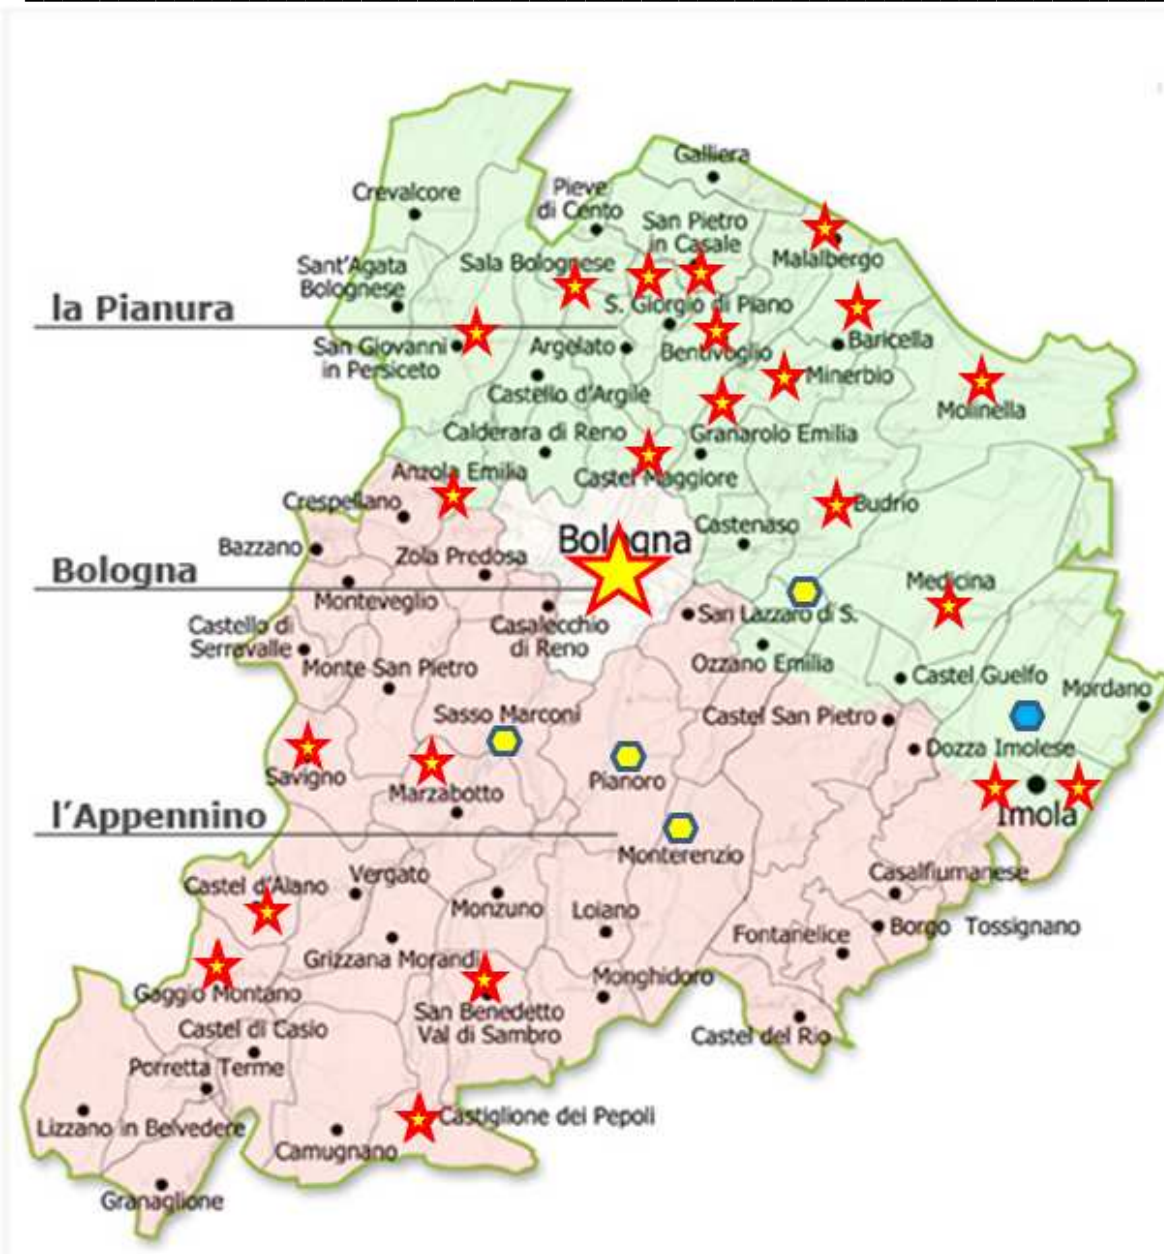 Galliera
Crevalcore
Pieve
di Cento
San Pietro
in Casale
Malalbergo
Sant'Agata
Bolognese
Sala Bolognese
la Pianura
S. Giorgio di Piano
San Giovanni
in Persiceto
Argelato
Bentivoglio
Baricella
Minerbio
Castello d'Argile
Molinella
Calderara di Reno
Granarolo Emilia
Anzola Emilia
Castel Maggiore
Crespellano
Budrio
Castenaso
Bologna
Bazzano
Zola Predosa
Bologna
Medicina
Monteveglio
San Lazzaro di S.
Castello di
Serravalle
Casalecchio
di Reno
Monte San Pietro
Ozzano Emilia
Castel Guelfo
Mordano
Sasso Marconi
Castel San Pietro
Dozza Imolese
Savigno
Marzabotto
Pianoro
l'Appennino
Imola
Monterenzio
Castel d'Alano
Vergato
Casalfiumanese
Monzuno
Loiano
Borgo Tossignano
Fontanelice
Grizzana Morandi
Monghidoro
Gaggio Montano
San Benedetto
Val di Sambro
Castel di Casio
Castel del Rio
Porretta Terme
Castiglione dei Pepoli
Lizzano in Belvedere
Camugnano
Granaglione